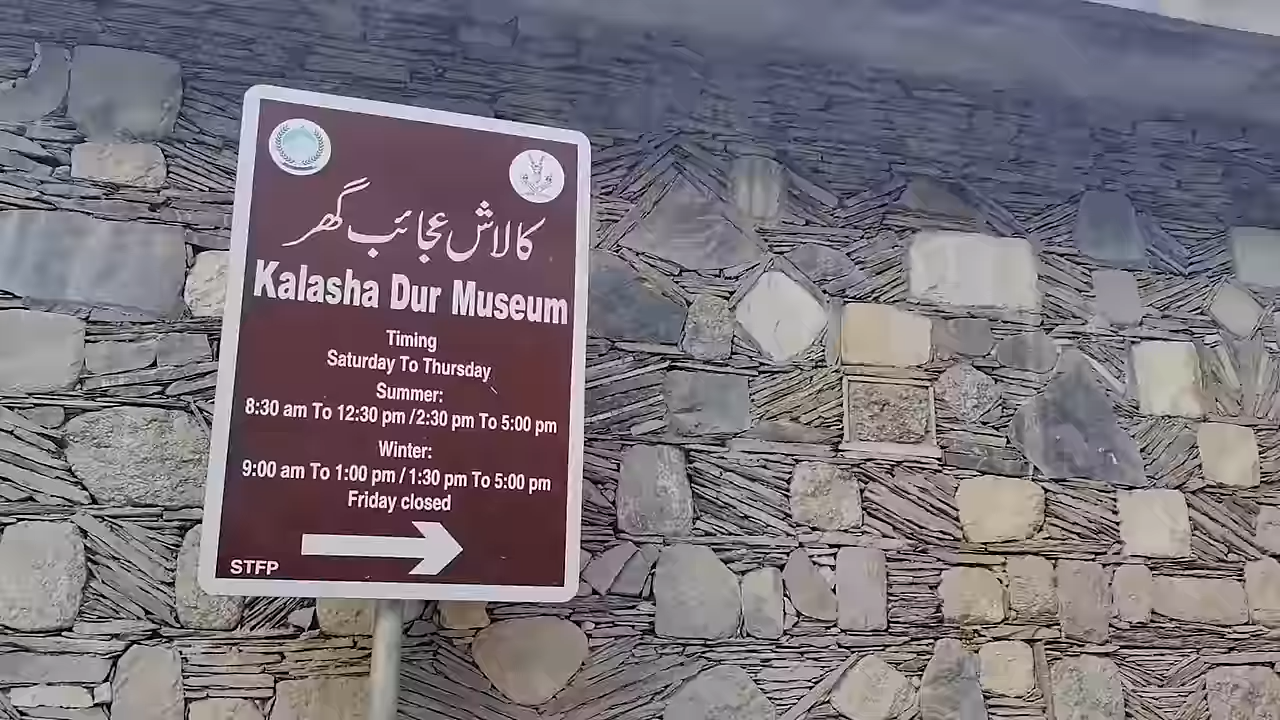 کالاش عجائب گھر
Kalasha Dur Museum
Timing
Saturday To Thursday
Summer:
8:30 am To 12:30 pm /2:30 pm To 5:00 pm
Winter:
9:00 am To 1:00 pm / 1:30 pm To 5:00 pm
Friday closed
STFP